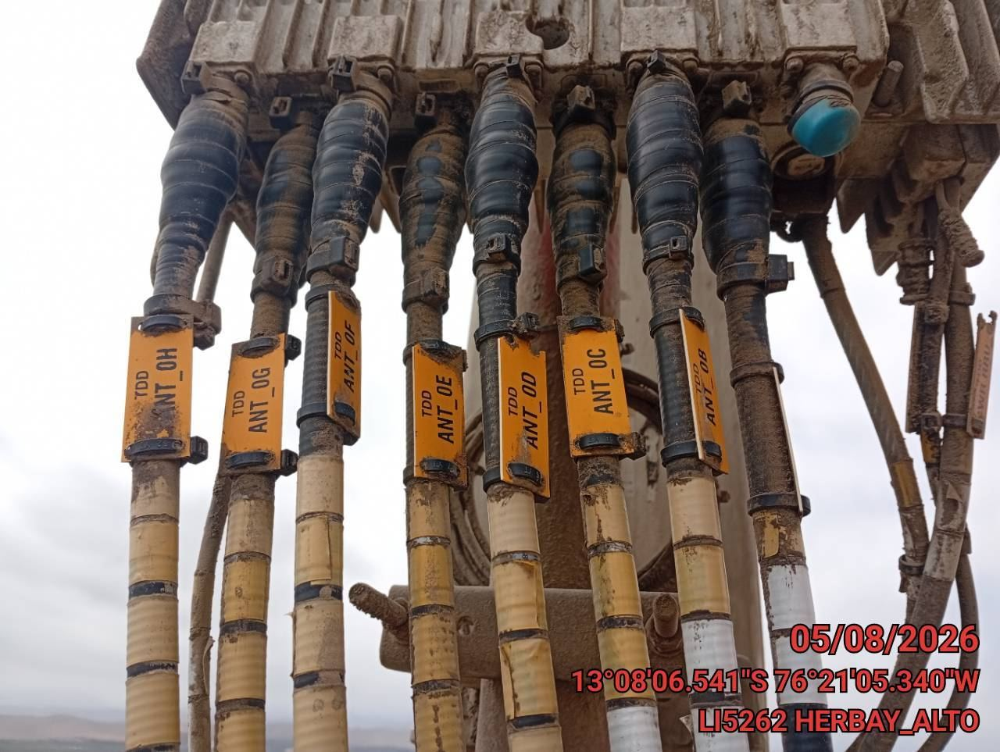 TDD
ANT_0H
TDD
ANT_0G
TDD
ANT_0F
TDD
ANT_0E
TDD
ANT_0D
TDD
ANT_0C
TDD
ANT_0B
05/08/2026
13°08'06.541"S 76°21'05.340"W
LI5262 HERBAY_ALTO